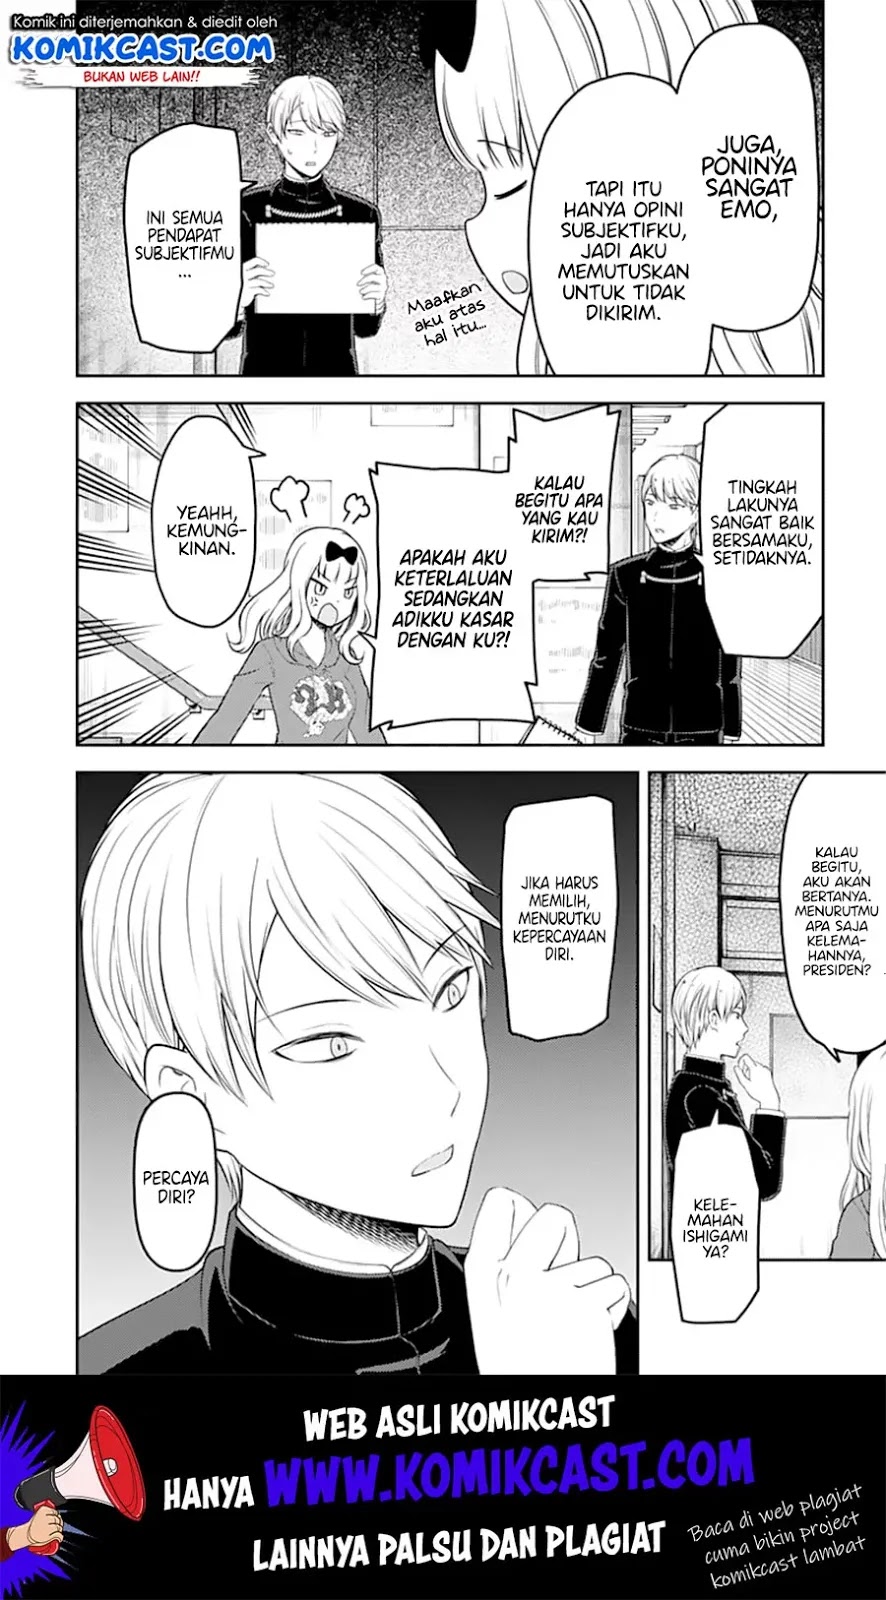 Komik ini diterjemahkan & diedit oleh
KOMIKCAST.COM
BUKAN WEB LAIN!!
JUGA,
PONINYA
SANGAT
EMO,
TAPI ITU
HANYA OPINI
SUBJEKTIFKU,
JADI AKU
MEMUTUSKAN
UNTUK TIDAK
DIKIRIM.
Maafkan
aku atas
hal itu...
INI SEMUA
PENDAPAT
SUBJEKTIFMU
...
TINGKAH
LAKUNYA
SANGAT BAIK
BERSAMAKU,
SETIDAKNYA.
KALAU
BEGITU APA
YANG KAU
KIRIM?!
APAKAH AKU
KETERLALUAN
SEDANGKAN
ADIKKU KASAR
DENGAN KU?!
YEAHH,
KEMUNG-
KINAN.
KALAU
BEGITU,
AKU AKAN
BERTANYA.
MENURUTMU
APA SAJA
KELEMA-
HANNYA,
PRESIDEN?
KELE-
MAHAN
ISHIGAMI
YA?
JIKA HARUS
MEMILIH,
MENURUTKU
KEPERCAYAAN
DIRI.
PERCAYA
DIRI?
WEB ASLI KOMIKCAST
HANYA WWW.KOMIKCAST.COM
LAINNYA PALSU DAN PLAGIAT
Baca di web plagiat
cuma bikin project
komikcast lambat